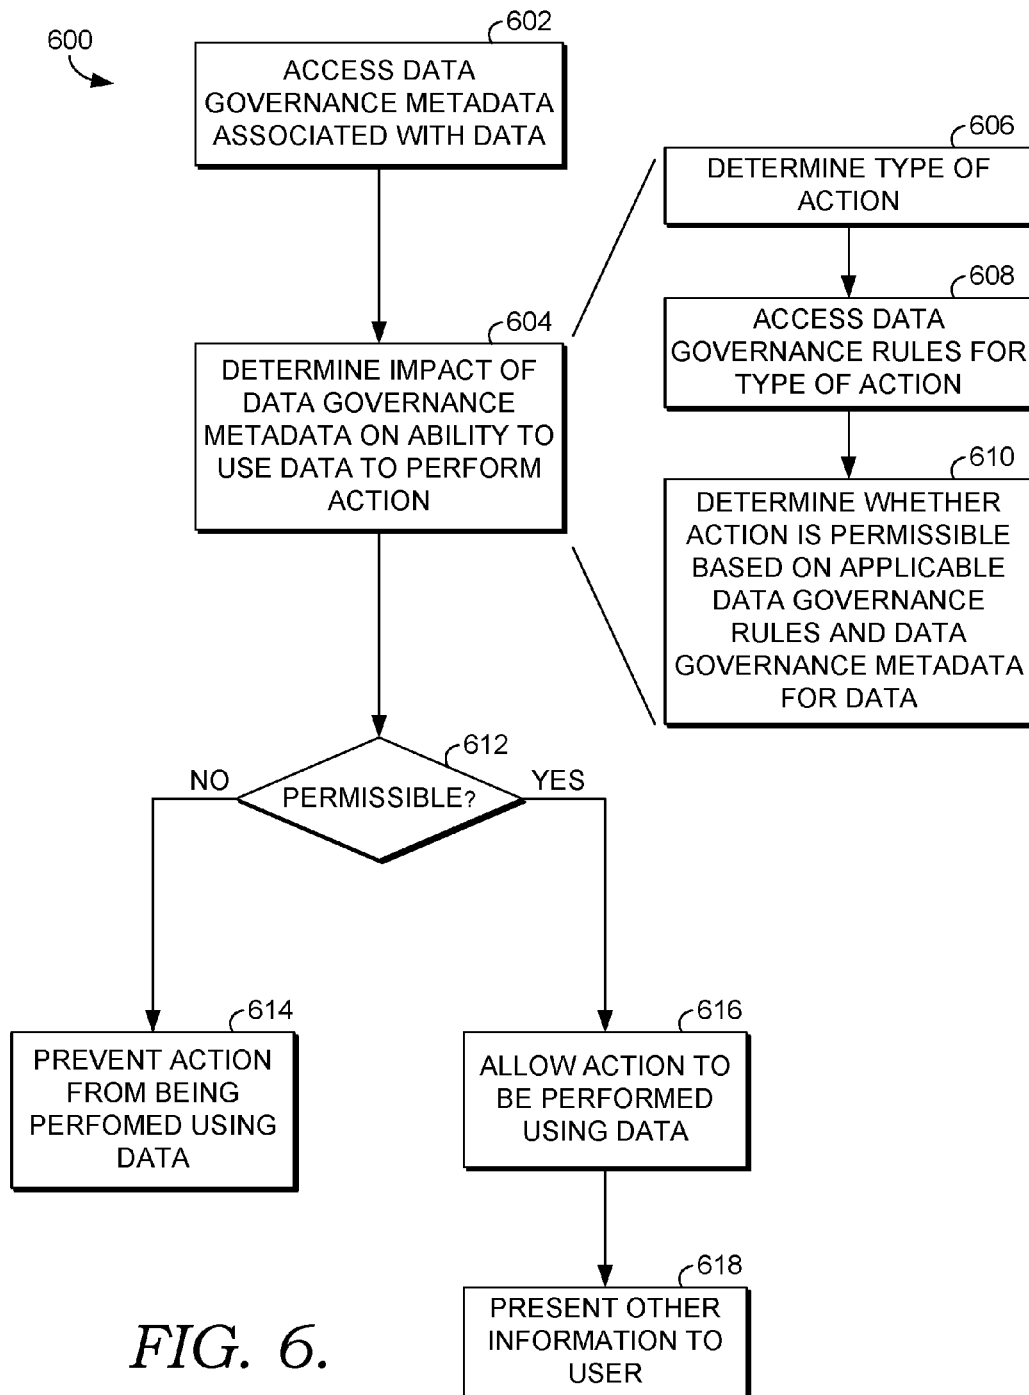 600
602
ACCESS DATA
GOVERNANCE METADATA
ASSOCIATED WITH DATA
604
DETERMINE IMPACT OF
DATA GOVERNANCE
METADATA ON ABILITY TO
USE DATA TO PERFORM
ACTION
606
DETERMINE TYPE OF
ACTION
608
ACCESS DATA
GOVERNANCE RULES FOR
TYPE OF ACTION
610
DETERMINE WHETHER
ACTION IS PERMISSIBLE
BASED ON APPLICABLE
DATA GOVERNANCE
RULES AND DATA
GOVERNANCE METADATA
FOR DATA
612
PERMISSIBLE?
NO
YES
614
PREVENT ACTION
FROM BEING
PERFOMED USING
DATA
616
ALLOW ACTION TO
BE PERFORMED
USING DATA
618
PRESENT OTHER
INFORMATION TO
USER
FIG. 6.